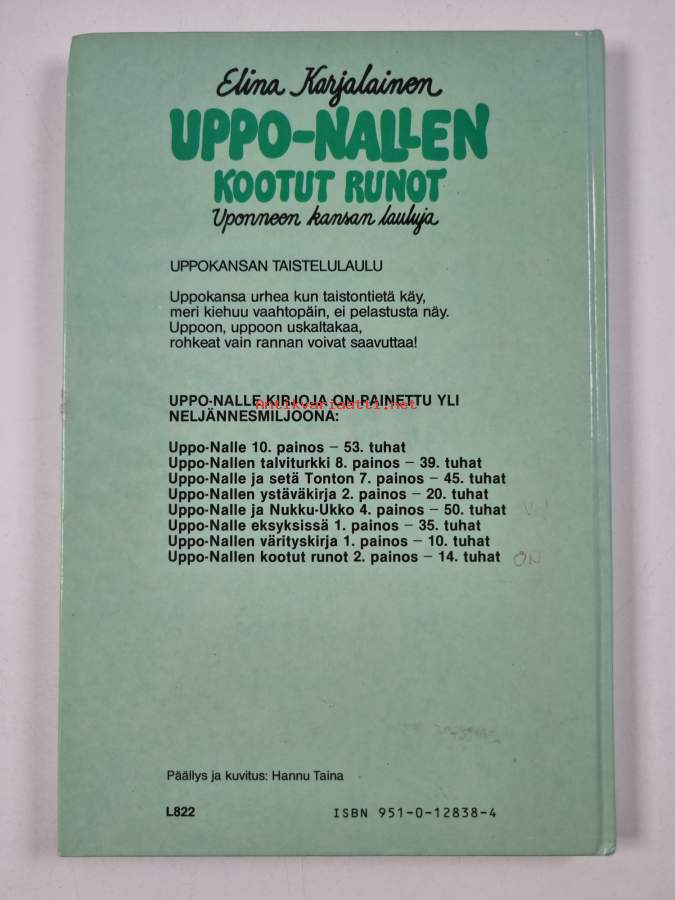 Elina Karjalainen
UPPO-NALLEN
KOOTUT RUNOT
Uponneen kansan lauluja
UPPOKANSAN TAISTELULAULU
Uppokansa urhea kun taistontietä käy,
meri kiehuu vaahtopäin, ei pelastusta näy.
Uppoon, uppoon uskaltakaa,
rohkeat vain rannan voivat saavuttaa!
UPPO-NALLE KIRJOJA ON PAINETTU YLI
Antikvariaatti.net
NELJÄNNESMILJOONA:
Uppo-Nalle 10. painos – 53. tuhat
Uppo-Nallen talviturkki 8. painos – 39. tuhat
Uppo-Nalle ja setä Tonton 7. painos – 45. tuhat
Uppo-Nallen ystäväkirja 2. painos – 20. tuhat
Uppo-Nalle ja Nukku-Ukko 4. painos – 50. tuhat
Uppo-Nalle eksyksissä 1. painos – 35. tuhat
Uppo-Nallen värityskirja 1. painos – 10. tuhat
Uppo-Nallen kootut runot 2. painos – 14. tuhat ON
Päällys ja kuvitus: Hannu Taina
L822 ISBN 951-0-12838-4